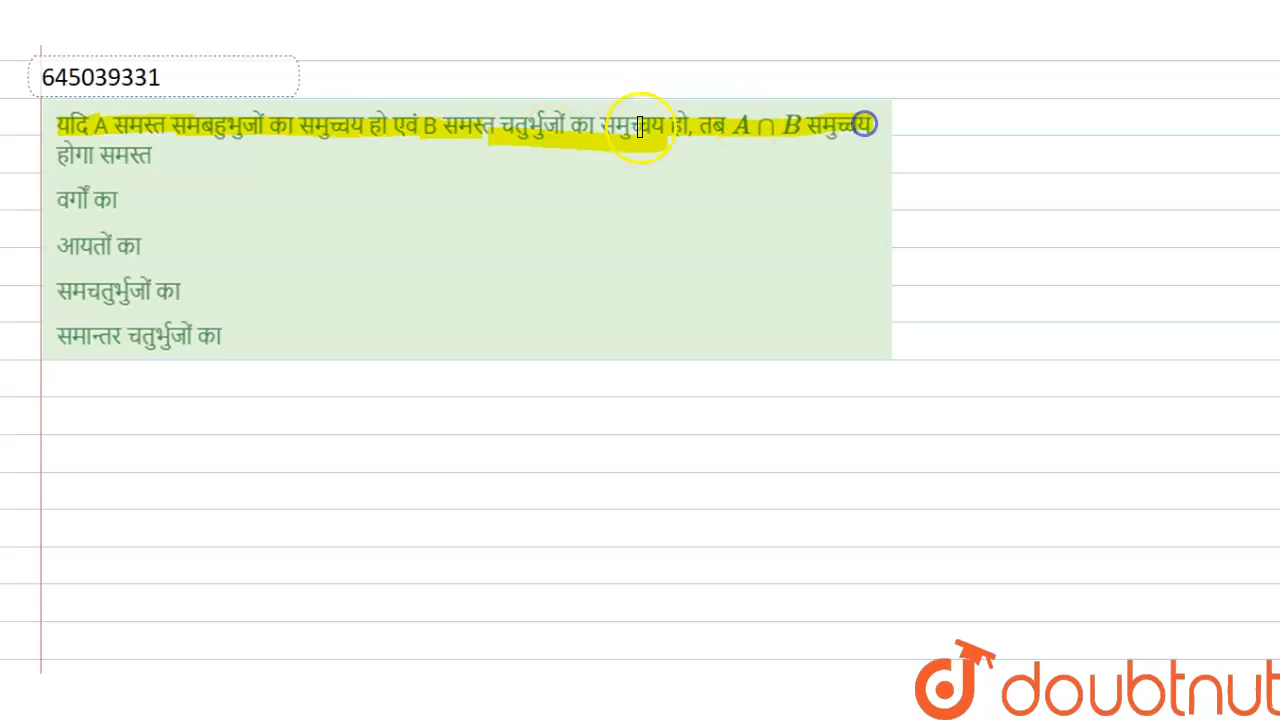 645039331
यदि A समस्त समबहुभुजों का समुच्चय हो एवं B समस्त चतुर्भुजों का समुच्चय हो, तब A ∩ B समुच्चय
होगा समस्त
वर्गों का
आयतों का
समचतुर्भुजों का
समान्तर चतुर्भुजों का
doubtnut